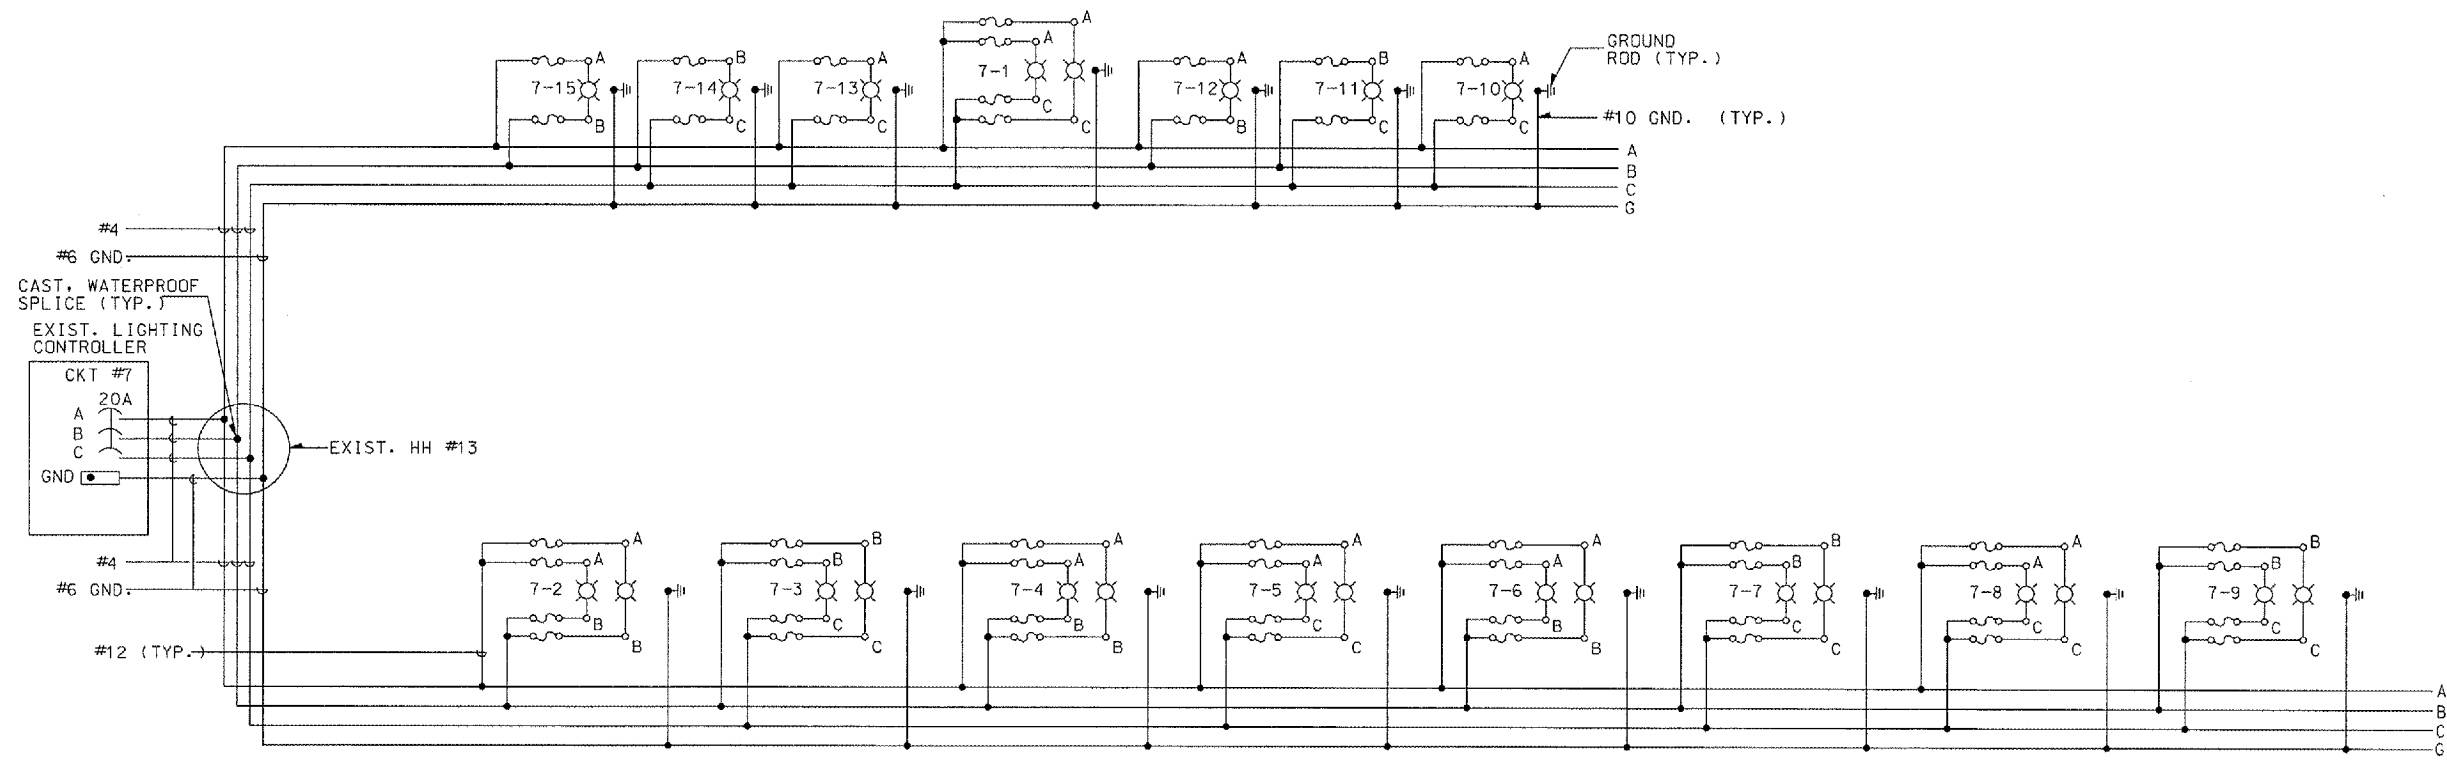 A
A
7-1
C
C
A
7-15
B
B
7-14
C
A
7-13
C
A
7-12
B
B
7-11
C
A
7-10
C
GROUND
ROD (TYP.)
#10 GND. (TYP.)
A
B
C
G
#4
#6 GND.
CAST. WATERPROOF
SPLICE (TYP.)
EXIST. LIGHTING
CONTROLLER
CKT #7
20A
A
B
C
GND
EXIST. HH #13
#4
#6 GND.
#12 (TYP.)
A
A
7-2
B
B
B
B
7-3
C
C
A
A
7-4
B
B
A
A
7-5
C
C
A
A
7-6
B
B
B
B
7-7
C
C
A
A
7-8
C
C
B
B
7-9
C
C
A
B
C
G